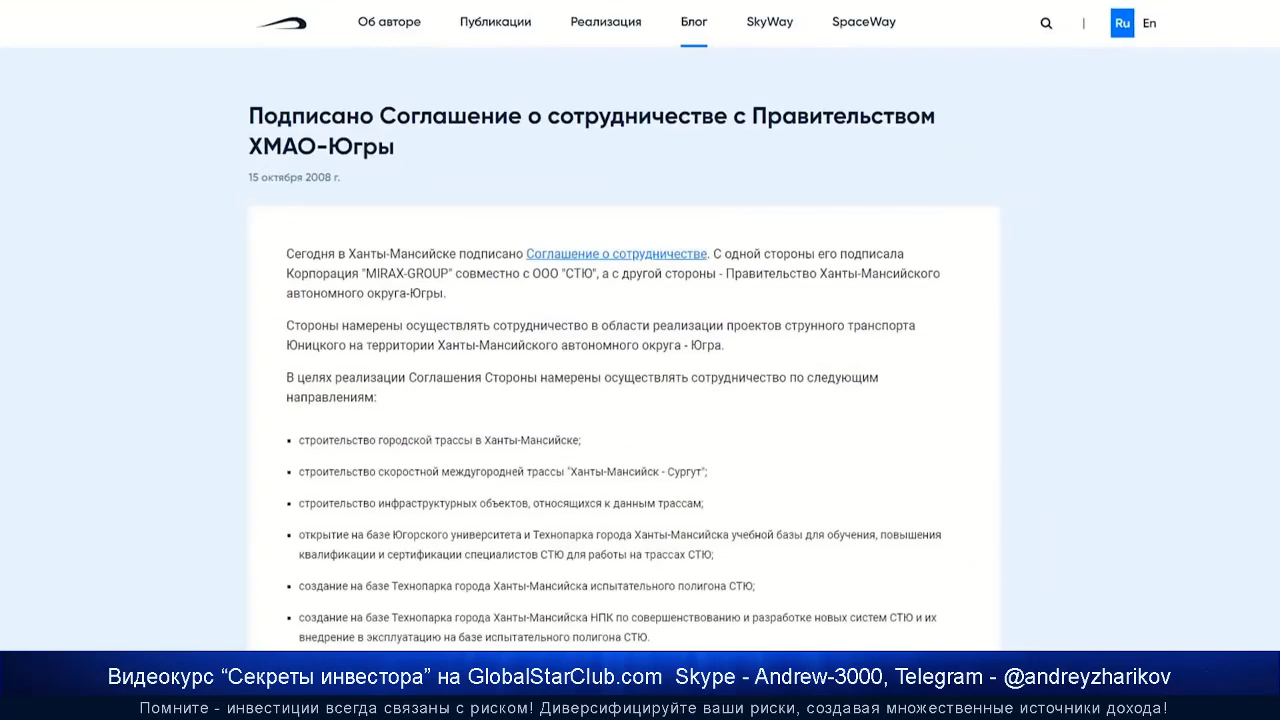 Об авторе Публикации Реализация Блог SkyWay SpaceWay | Ru En
Подписано Соглашение о сотрудничестве с Правительством
ХМАО-Югры
15 октября 2008 г.
Сегодня в Ханты-Мансийске подписано Соглашение о сотрудничестве. С одной стороны его подписала
Корпорация "MIRAX-GROUP" совместно с ООО "СТЮ", а с другой стороны - Правительство Ханты-Мансийского
автономного округа-Югры.
Стороны намерены осуществлять сотрудничество в области реализации проектов струнного транспорта
Юницкого на территории Ханты-Мансийского автономного округа - Югра.
В целях реализации Соглашения Стороны намерены осуществлять сотрудничество по следующим
направлениям:
▪ строительство городской трассы в Ханты-Мансийске;
▪ строительство скоростной междугородней трассы "Ханты-Мансийск - Сургут";
▪ строительство инфраструктурных объектов, относящихся к данным трассам;
▪ открытие на базе Югорского университета и Технопарка города Ханты-Мансийска учебной базы для обучения, повышения
квалификации и сертификации специалистов СТЮ для работы на трассах СТЮ;
▪ создание на базе Технопарка города Ханты-Мансийска испытательного полигона СТЮ;
▪ создание на базе Технопарка города Ханты-Мансийска НПК по совершенствованию и разработке новых систем СТЮ и их
внедрение в эксплуатацию на базе испытательного полигона СТЮ.
Видеокурс “Секреты инвестора” на GlobalStarClub.com Skype - Andrew-3000, Telegram - @andreyzharikov
Помните - инвестиции всегда связаны с риском! Диверсифицируйте ваши риски, создавая множественные источники дохода!